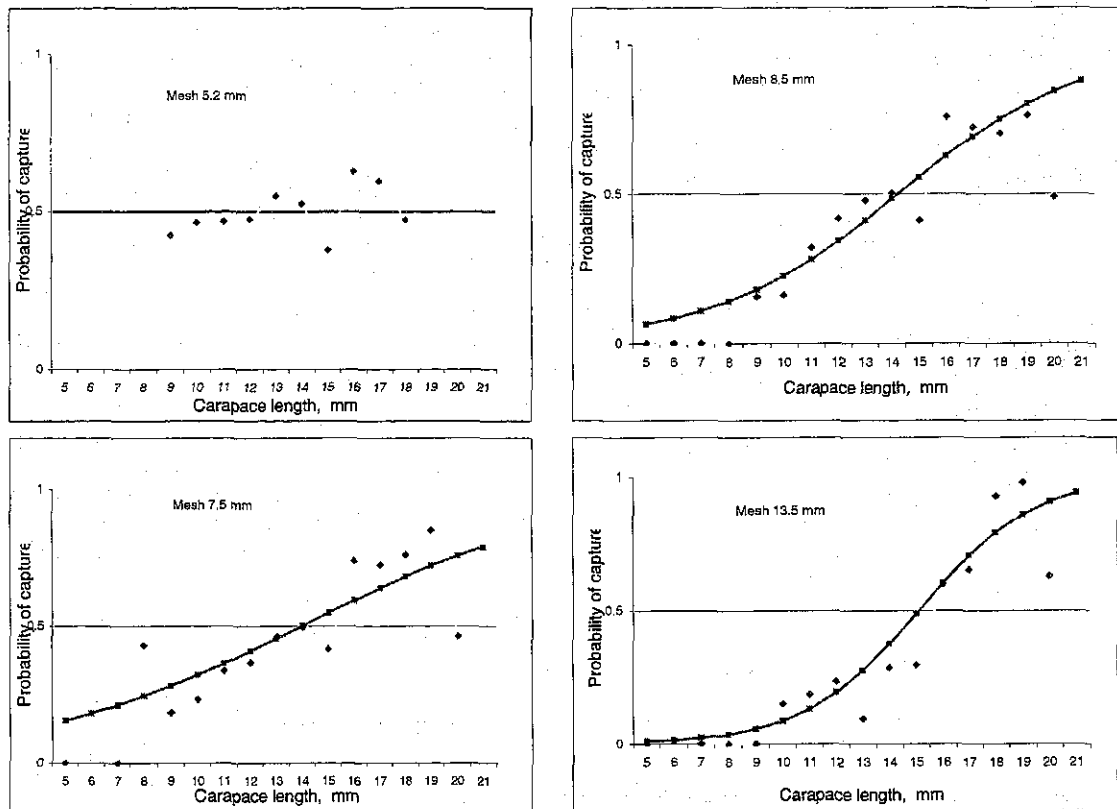 1
Mesh 5.2 mm
Probability of capture
0.5
0
5 6 7 8 9 10 11 12 13 14 15 16 17 18 19 20 21
Carapace length, mm
1
Mesh 8.5 mm
Probability of capture
0.5
0
5 6 7 8 9 10 11 12 13 14 15 16 17 18 19 20 21
Carapace length, mm
1
Mesh 7.5 mm
Probability of capture
0.5
0
5 6 7 8 9 10 11 12 13 14 15 16 17 18 19 20 21
Carapace length, mm
1
Mesh 13.5 mm
Probability of capture
0.5
0
5 6 7 8 9 10 11 12 13 14 15 16 17 18 19 20 21
Carapace length, mm